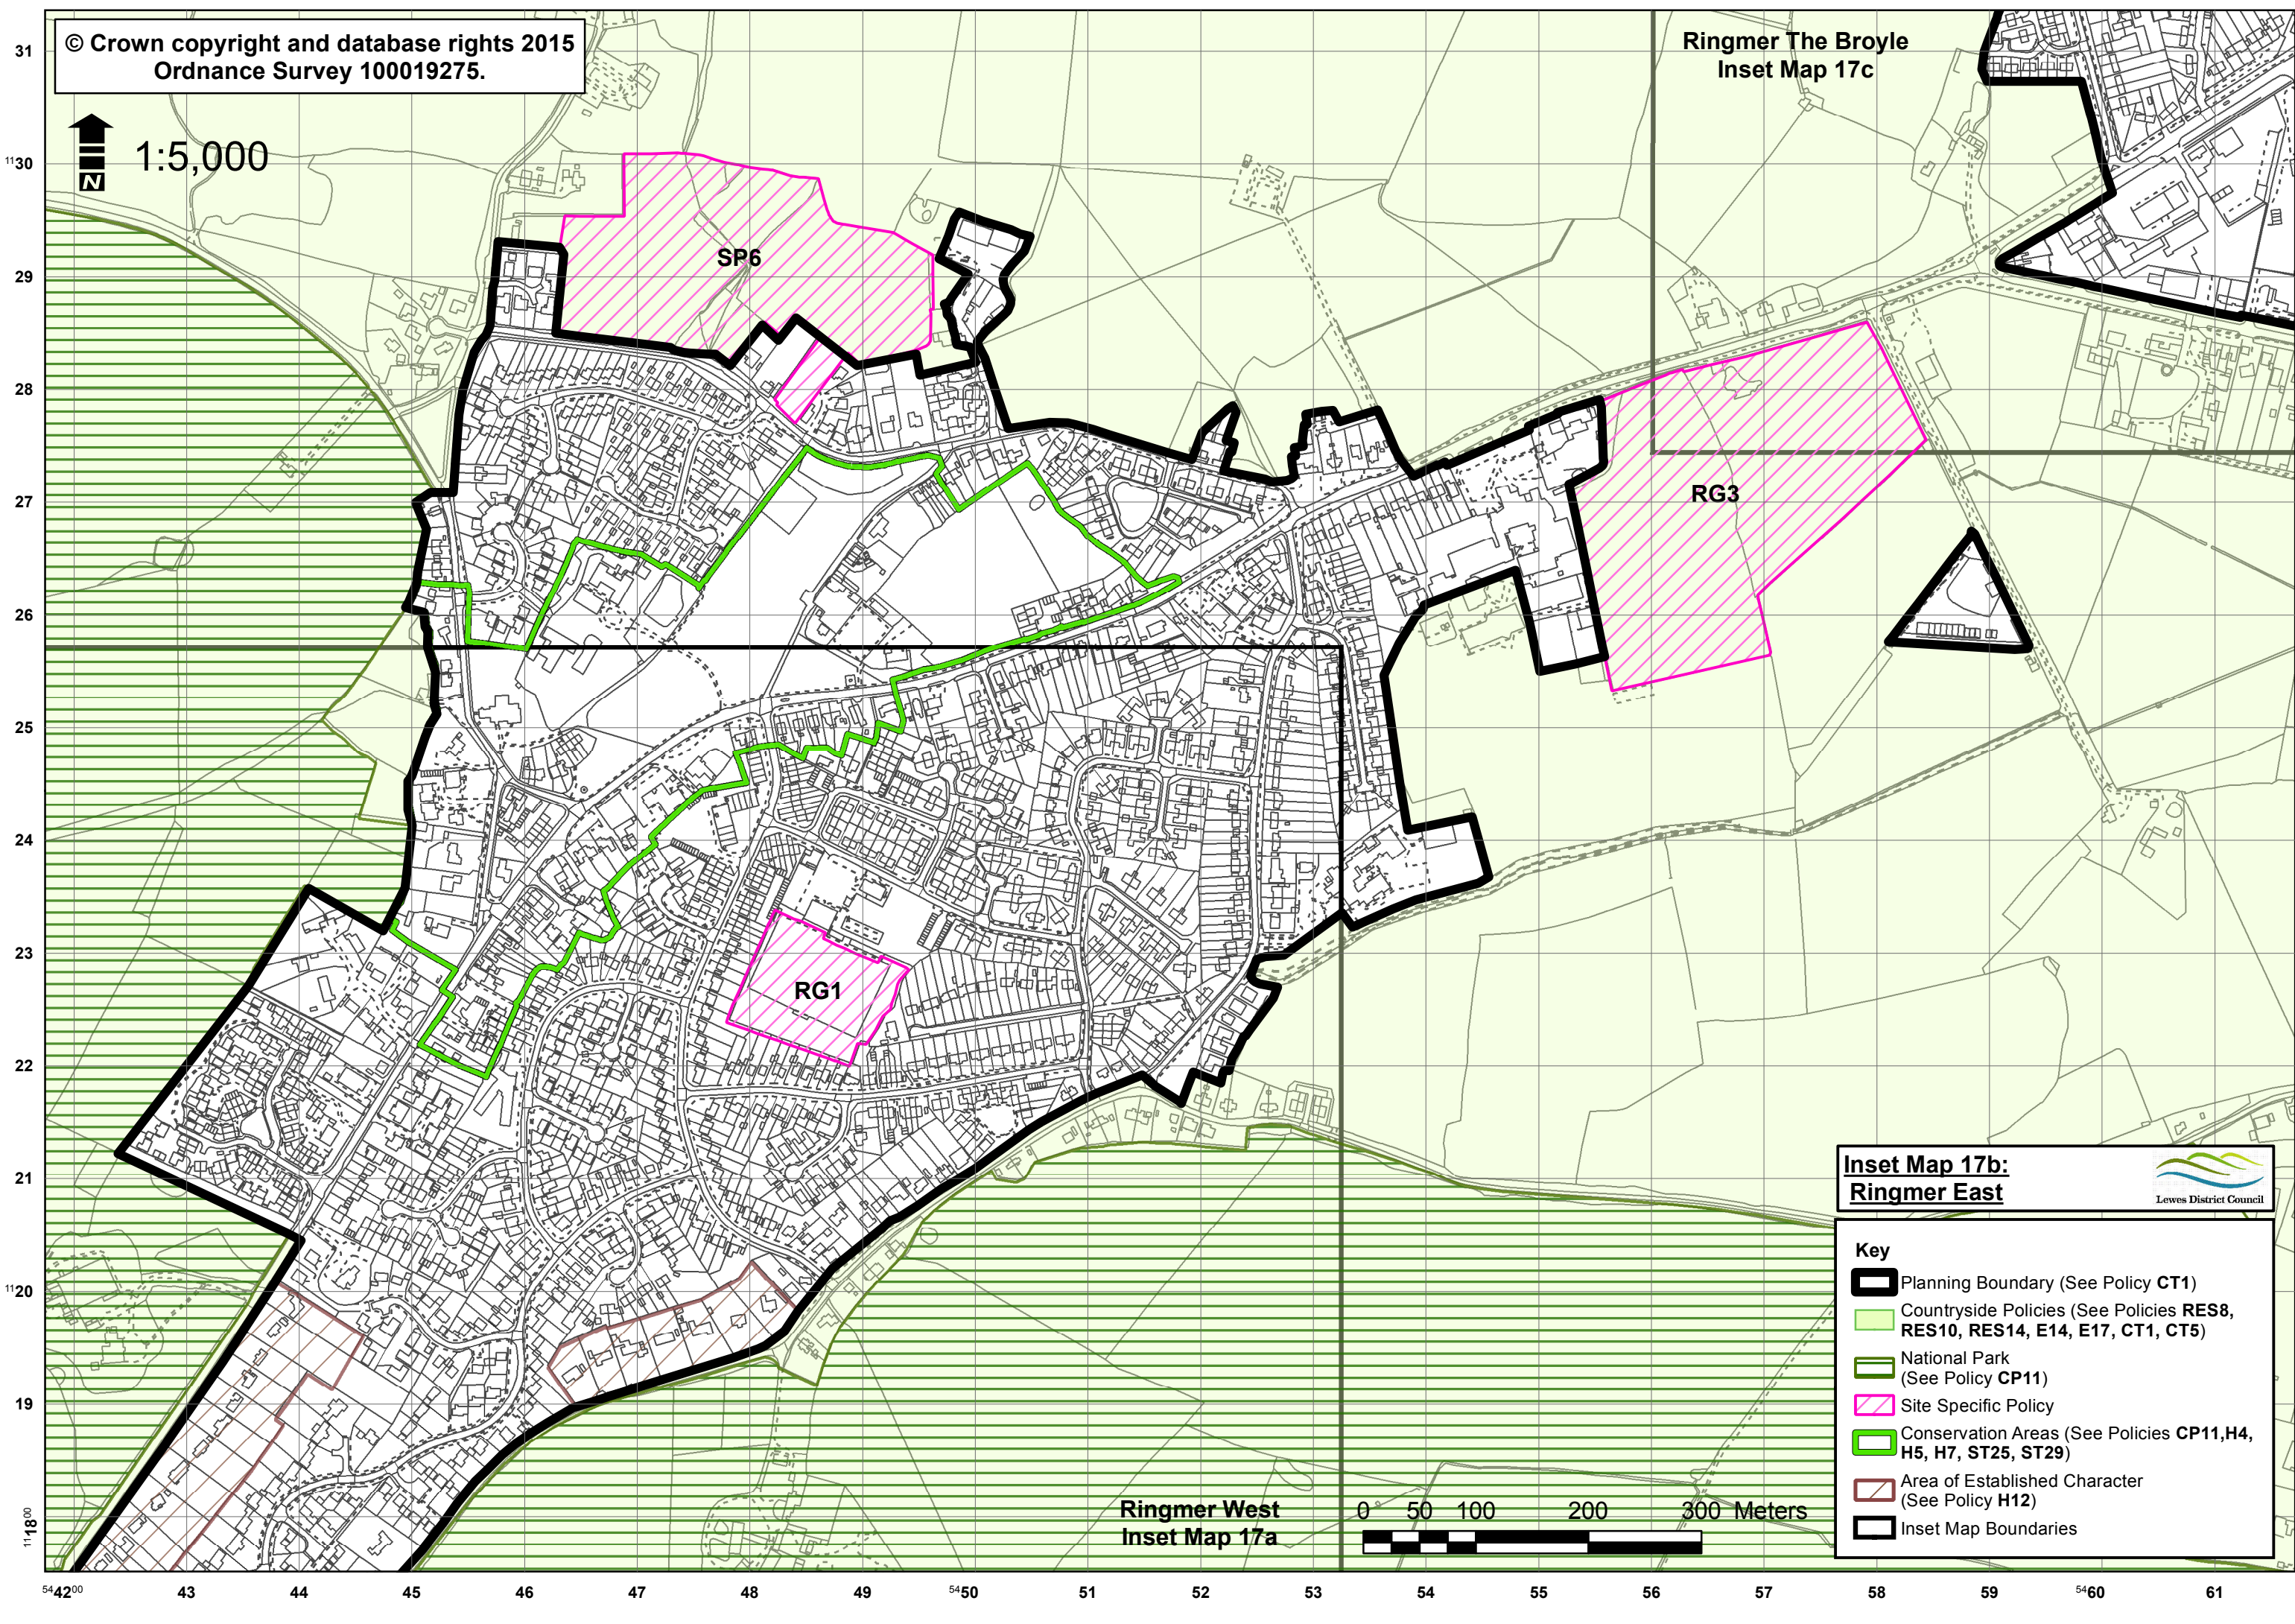 © Crown copyright and database rights 2015
Ordnance Survey 100019275.
N
1:5,000
Ringmer The Broyle
Inset Map 17c
31
1130
29
28
27
26
25
24
23
22
21
1120
19
111800
SP6
RG3
RG1
Ringmer West
Inset Map 17a
0 50 100 200 300 Meters
Inset Map 17b:
Ringmer East
Lewes District Council
Key
Planning Boundary (See Policy CT1)
Countryside Policies (See Policies RES8,
RES10, RES14, E14, E17, CT1, CT5)
National Park
(See Policy CP11)
Site Specific Policy
Conservation Areas (See Policies CP11,H4,
H5, H7, ST25, ST29)
Area of Established Character
(See Policy H12)
Inset Map Boundaries
544200 43 44 45 46 47 48 49 5450 51 52 53 54 55 56 57 58 59 5460 61